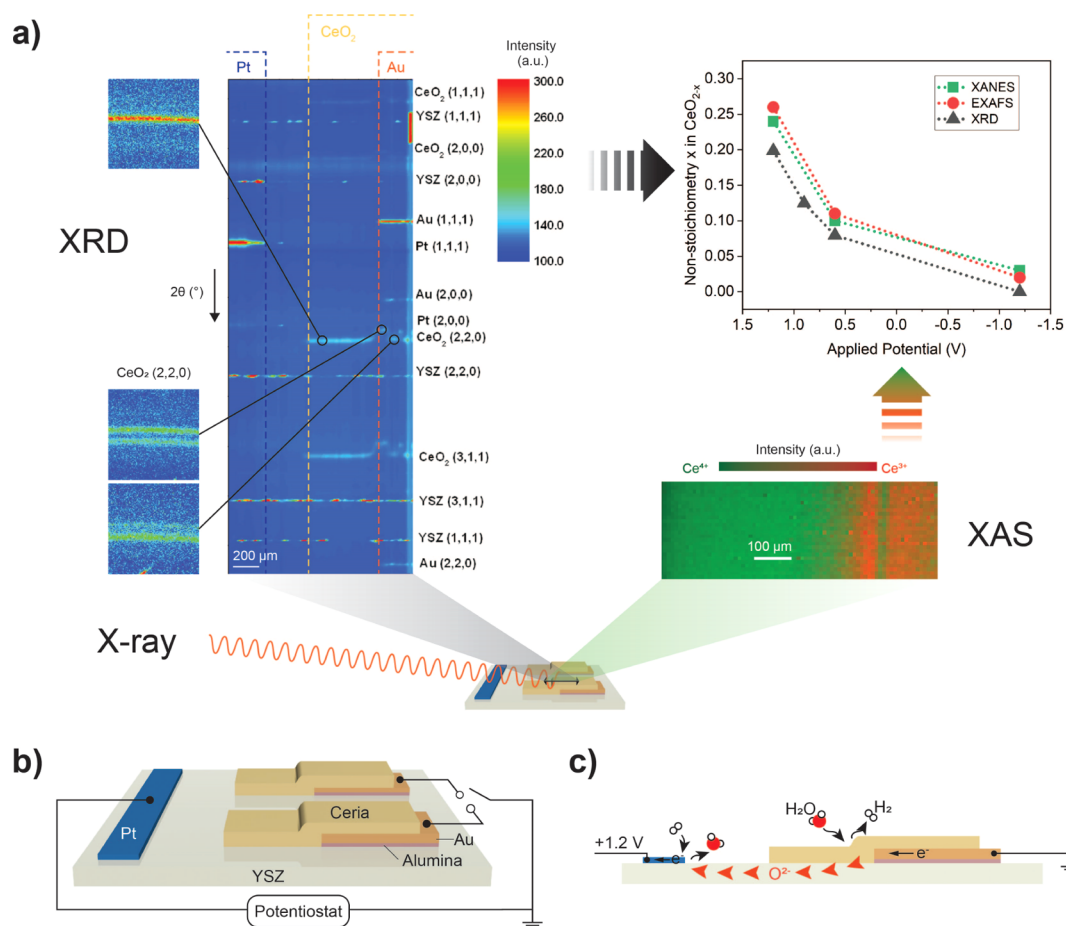 a)
CeO₂
Pt
Au
Intensity
(a.u.)
300.0
260.0
220.0
180.0
140.0
100.0
CeO₂ (1,1,1)
YSZ (1,1,1)
CeO₂ (2,0,0)
YSZ (2,0,0)
Au (1,1,1)
Pt (1,1,1)
Au (2,0,0)
Pt (2,0,0)
CeO₂ (2,2,0)
YSZ (2,2,0)
CeO₂ (3,1,1)
YSZ (3,1,1)
YSZ (1,1,1)
Au (2,2,0)
XRD
2θ (°)
CeO₂ (2,2,0)
200 μm
Non-stoichiometry x in CeO₂₋ₓ
0.30
0.25
0.20
0.15
0.10
0.05
0.00
XANES
EXAFS
XRD
1.5 1.0 0.5 0.0 -0.5 -1.0 -1.5
Applied Potential (V)
Intensity (a.u.)
Ce⁴⁺ Ce³⁺
100 μm
XAS
X-ray
b)
Pt
Ceria
Au
Alumina
YSZ
Potentiostat
c)
H₂O H₂
+1.2 V
e⁻
e⁻
O²⁻